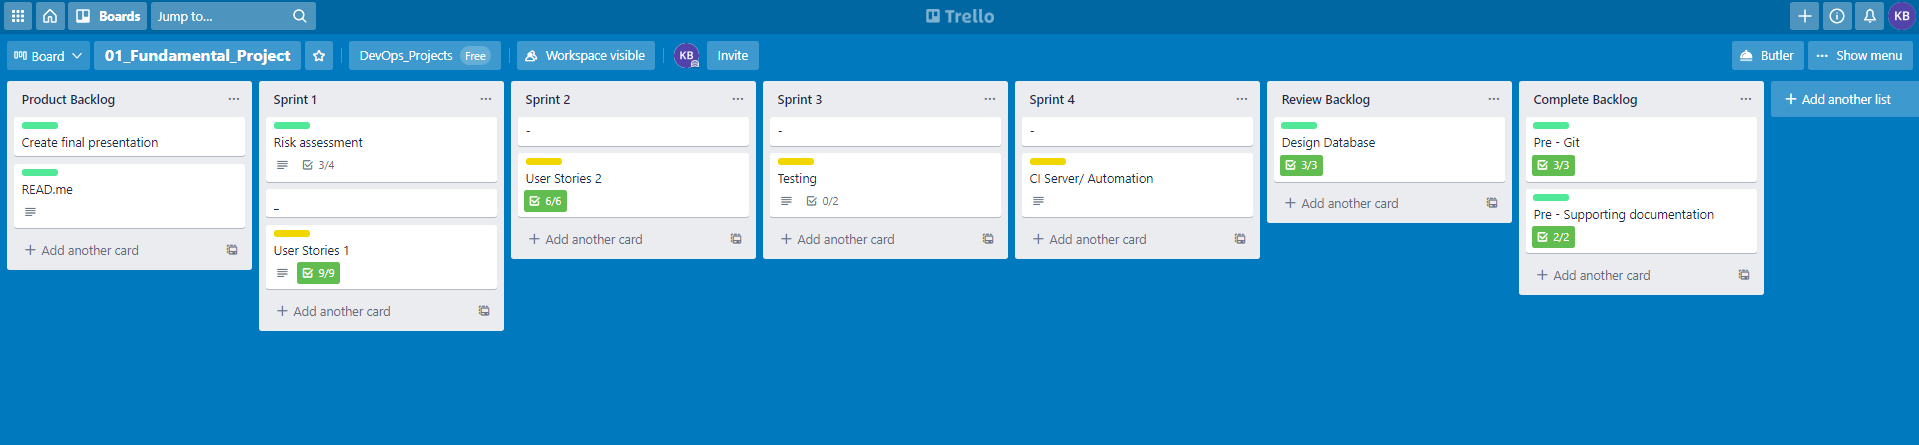 Boards
Jump to...
Trello
KB
Board
01_Fundamental_Project
DevOps_Projects Free
Workspace visible
KB
Invite
Butler
... Show menu
Product Backlog ...
Create final presentation
READ.me
+ Add another card
Sprint 1 ...
Risk assessment
3/4
_
User Stories 1
9/9
+ Add another card
Sprint 2 ...
-
User Stories 2
6/6
+ Add another card
Sprint 3 ...
-
Testing
0/2
+ Add another card
Sprint 4 ...
-
CI Server/ Automation
+ Add another card
Review Backlog ...
Design Database
3/3
+ Add another card
Complete Backlog ...
Pre - Git
3/3
Pre - Supporting documentation
2/2
+ Add another card
+ Add another list